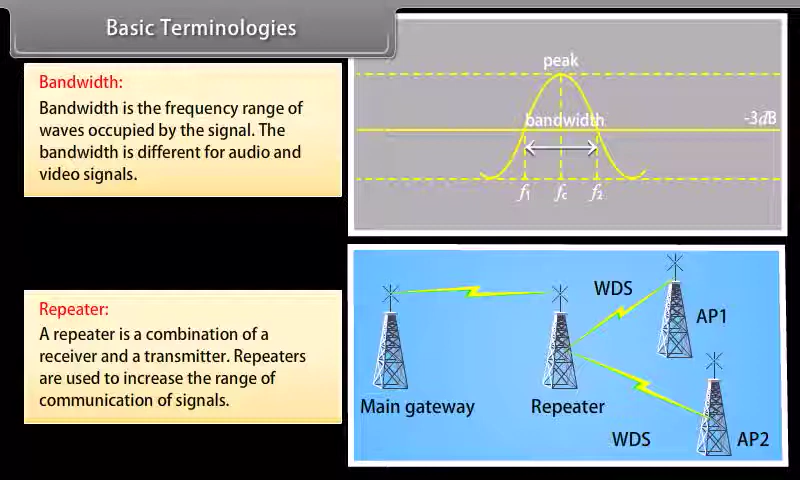 Basic Terminologies
Bandwidth:
Bandwidth is the frequency range of
waves occupied by the signal. The
bandwidth is different for audio and
video signals.
peak
bandwidth
-3dB
f1 fc f2
Repeater:
A repeater is a combination of a
receiver and a transmitter. Repeaters
are used to increase the range of
communication of signals.
WDS
AP1
Main gateway
Repeater
WDS
AP2